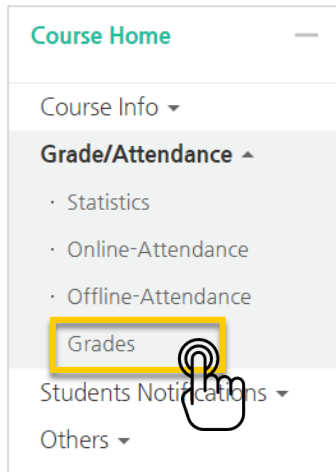 Course Home
Course Info
Grade/Attendance
· Statistics
· Online-Attendance
· Offline-Attendance
Grades
Students Notifications
Others